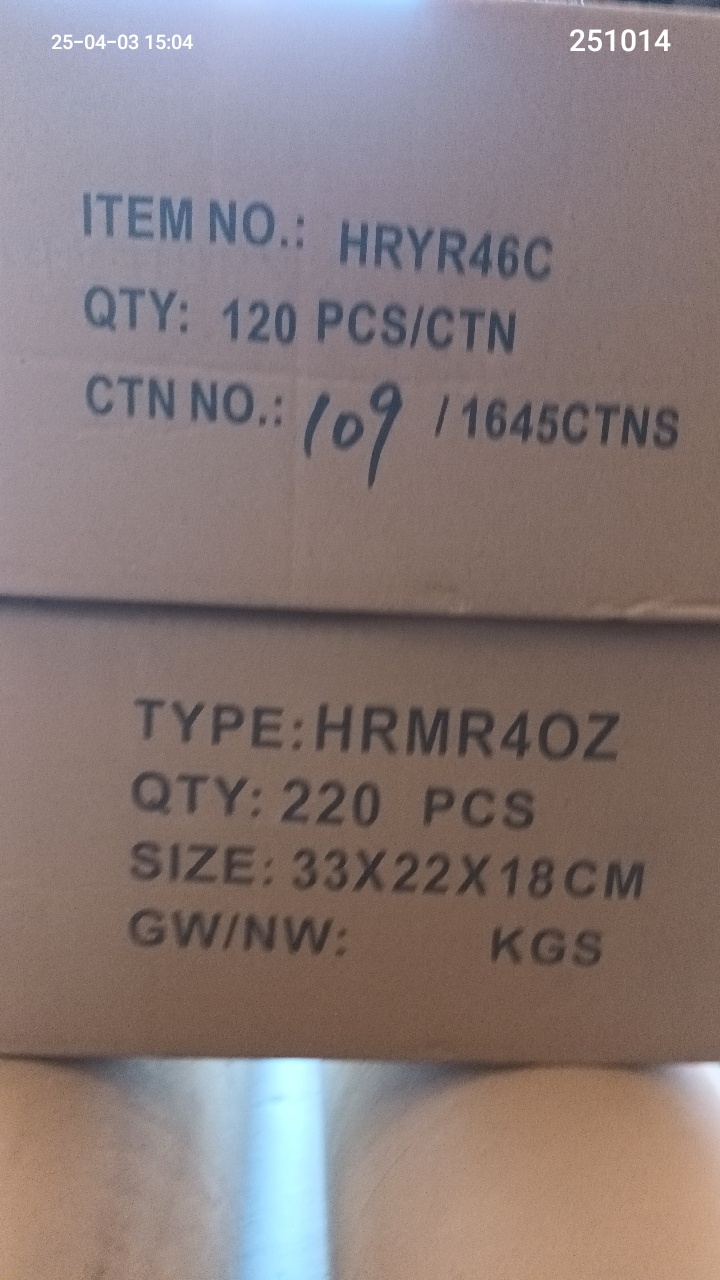 25-04-03 15:04
251014
ITEM NO.: HRYR46C
QTY: 120 PCS/CTN
CTN NO.: 109 / 1645CTNS
TYPE:HRMR4OZ
QTY: 220 PCS
SIZE: 33X22X18CM
GW/NW: KGS